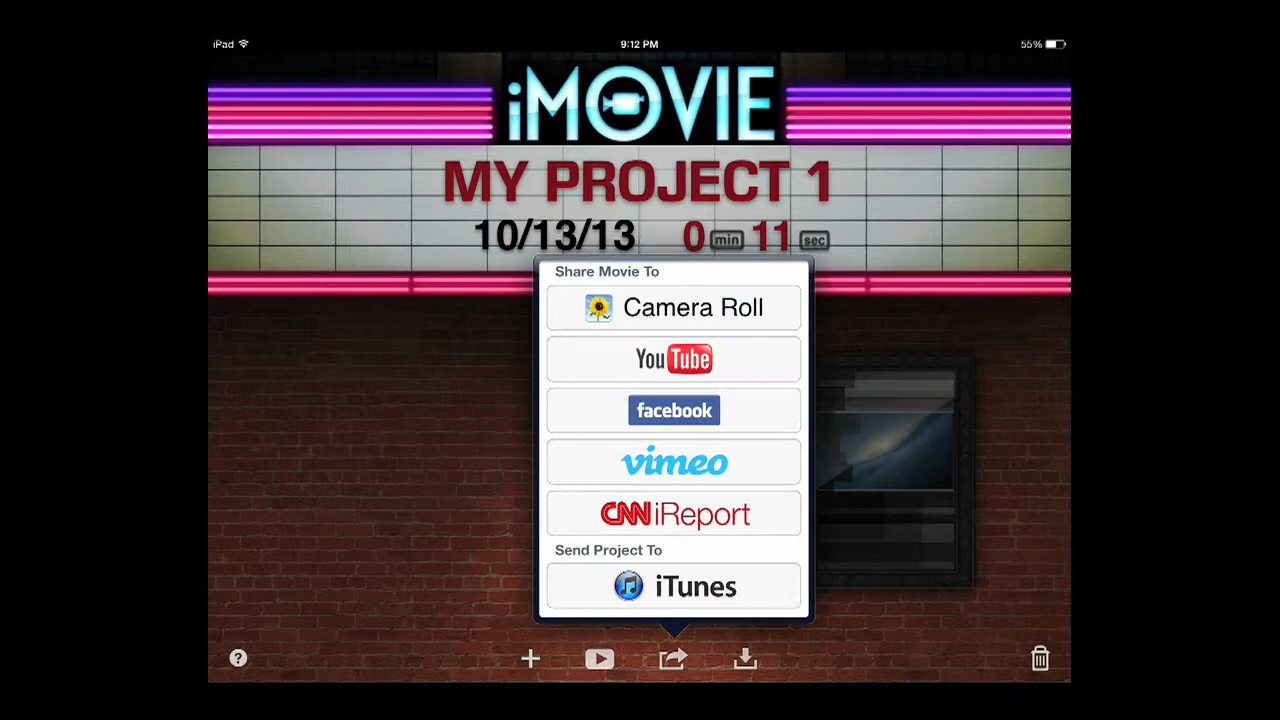 iPad 9:12 PM 55%
iMOVIE
MY PROJECT 1
10/13/13 0 min 11 sec
Share Movie To
Camera Roll
YouTube
facebook
vimeo
CNN iReport
Send Project To
iTunes
?